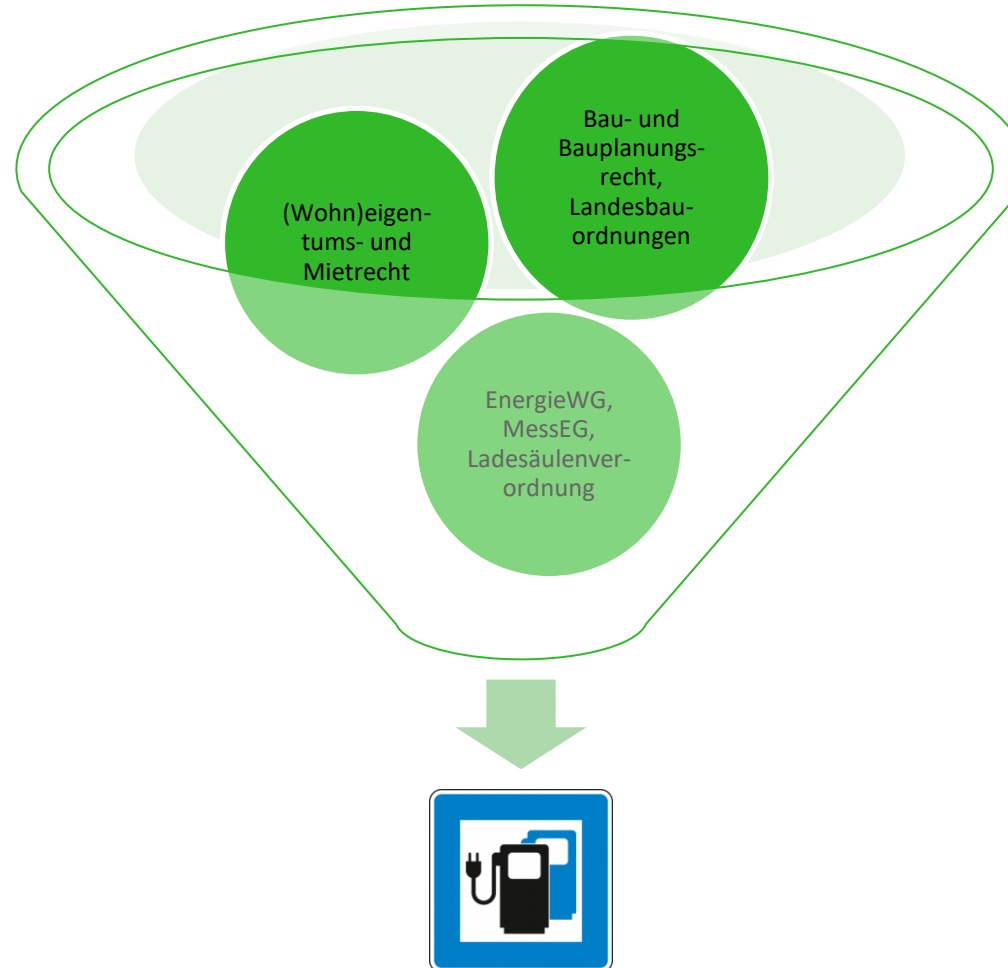 Bau- und
Bauplanungs-
recht,
Landesbau-
ordnungen
(Wohn)eigen-
tums- und
Mietrecht
EnergieWG,
MessEG,
Ladesäulenver-
ordnung